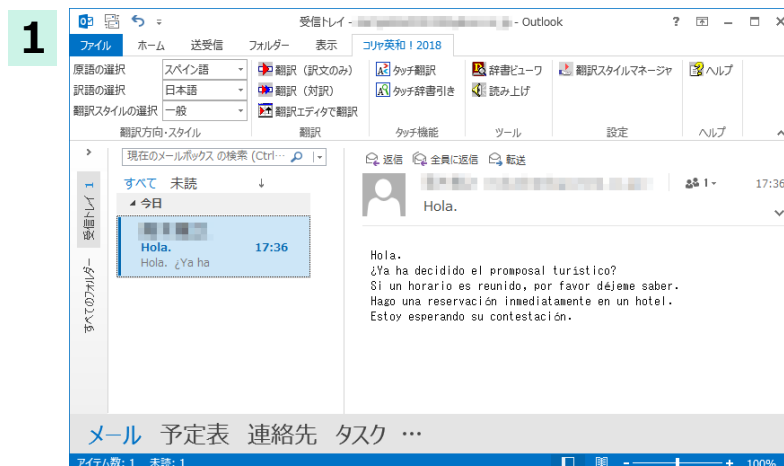 1
受信トレイ - - Outlook
ファイル ホーム 送受信 フォルダー 表示 コリャ英和！2018
原語の選択 スペイン語 翻訳（訳文のみ） タッチ翻訳 辞書ビューワ 翻訳スタイルマネージャ ヘルプ
訳語の選択 日本語 翻訳（対訳） タッチ辞書引き 読み上げ
翻訳スタイルの選択 一般 翻訳エディタで翻訳
翻訳方向・スタイル 翻訳 タッチ機能 ツール 設定 ヘルプ
現在のメールボックス の検索 (Ctrl… 返信 全員に返信 転送
すべて 未読 ↓
1 17:36
今日
Hola.
Hola. 17:36
Hola. ¿Ya ha
受信トレイ 1
すべてのフォルダー
Hola.
¿Ya ha decidido el promposal turístico?
Si un horario es reunido, por favor déjeme saber.
Hago una reservación inmediatamente en un hotel.
Estoy esperando su contestación.
メール 予定表 連絡先 タスク …
アイテム数: 1 未読: 1 100%